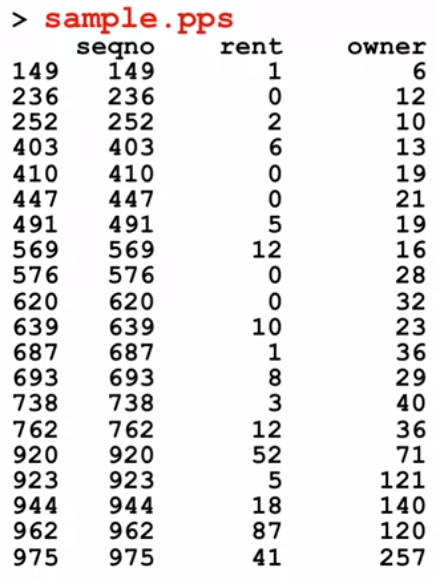 > sample.pps
seqno rent owner
149 149 1 6
236 236 0 12
252 252 2 10
403 403 6 13
410 410 0 19
447 447 0 21
491 491 5 19
569 569 12 16
576 576 0 28
620 620 0 32
639 639 10 23
687 687 1 36
693 693 8 29
738 738 3 40
762 762 12 36
920 920 52 71
923 923 5 121
944 944 18 140
962 962 87 120
975 975 41 257